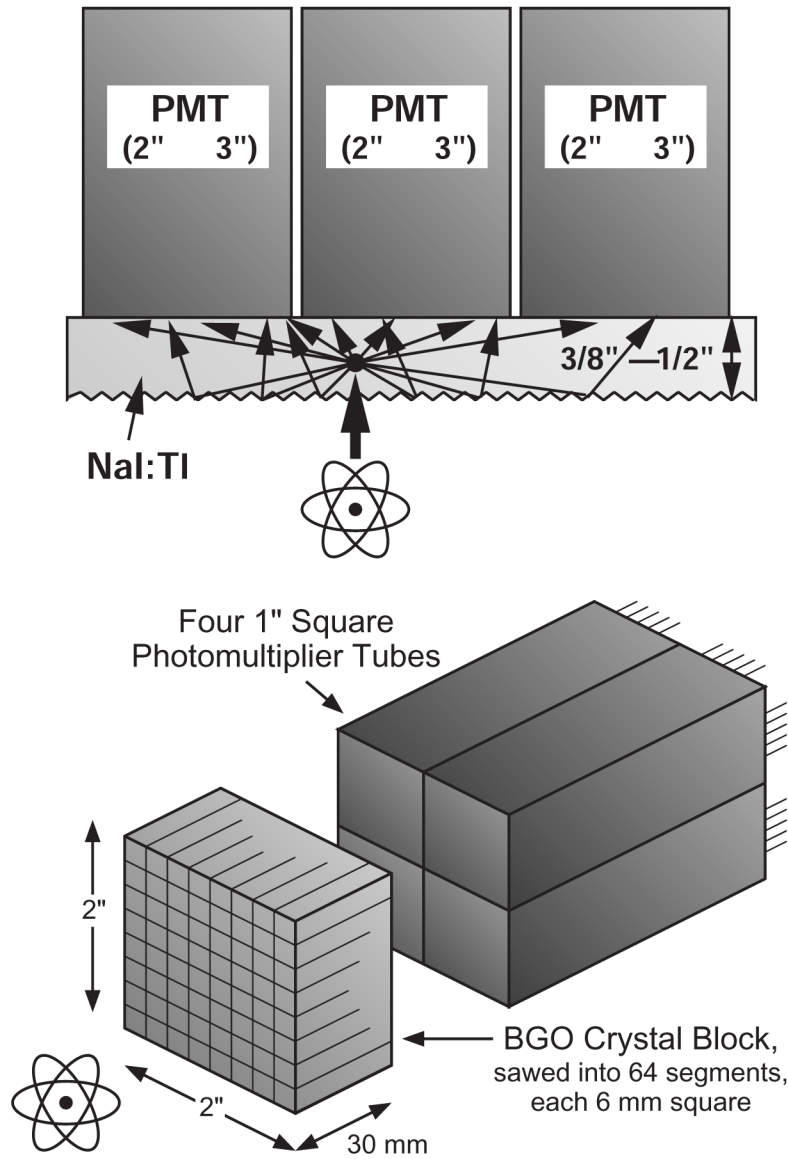 PMT
(2" 3")
PMT
(2" 3")
PMT
(2" 3")
3/8" —1/2"
NaI:TI
Four 1" Square
Photomultiplier Tubes
2"
2"
30 mm
BGO Crystal Block,
sawed into 64 segments,
each 6 mm square